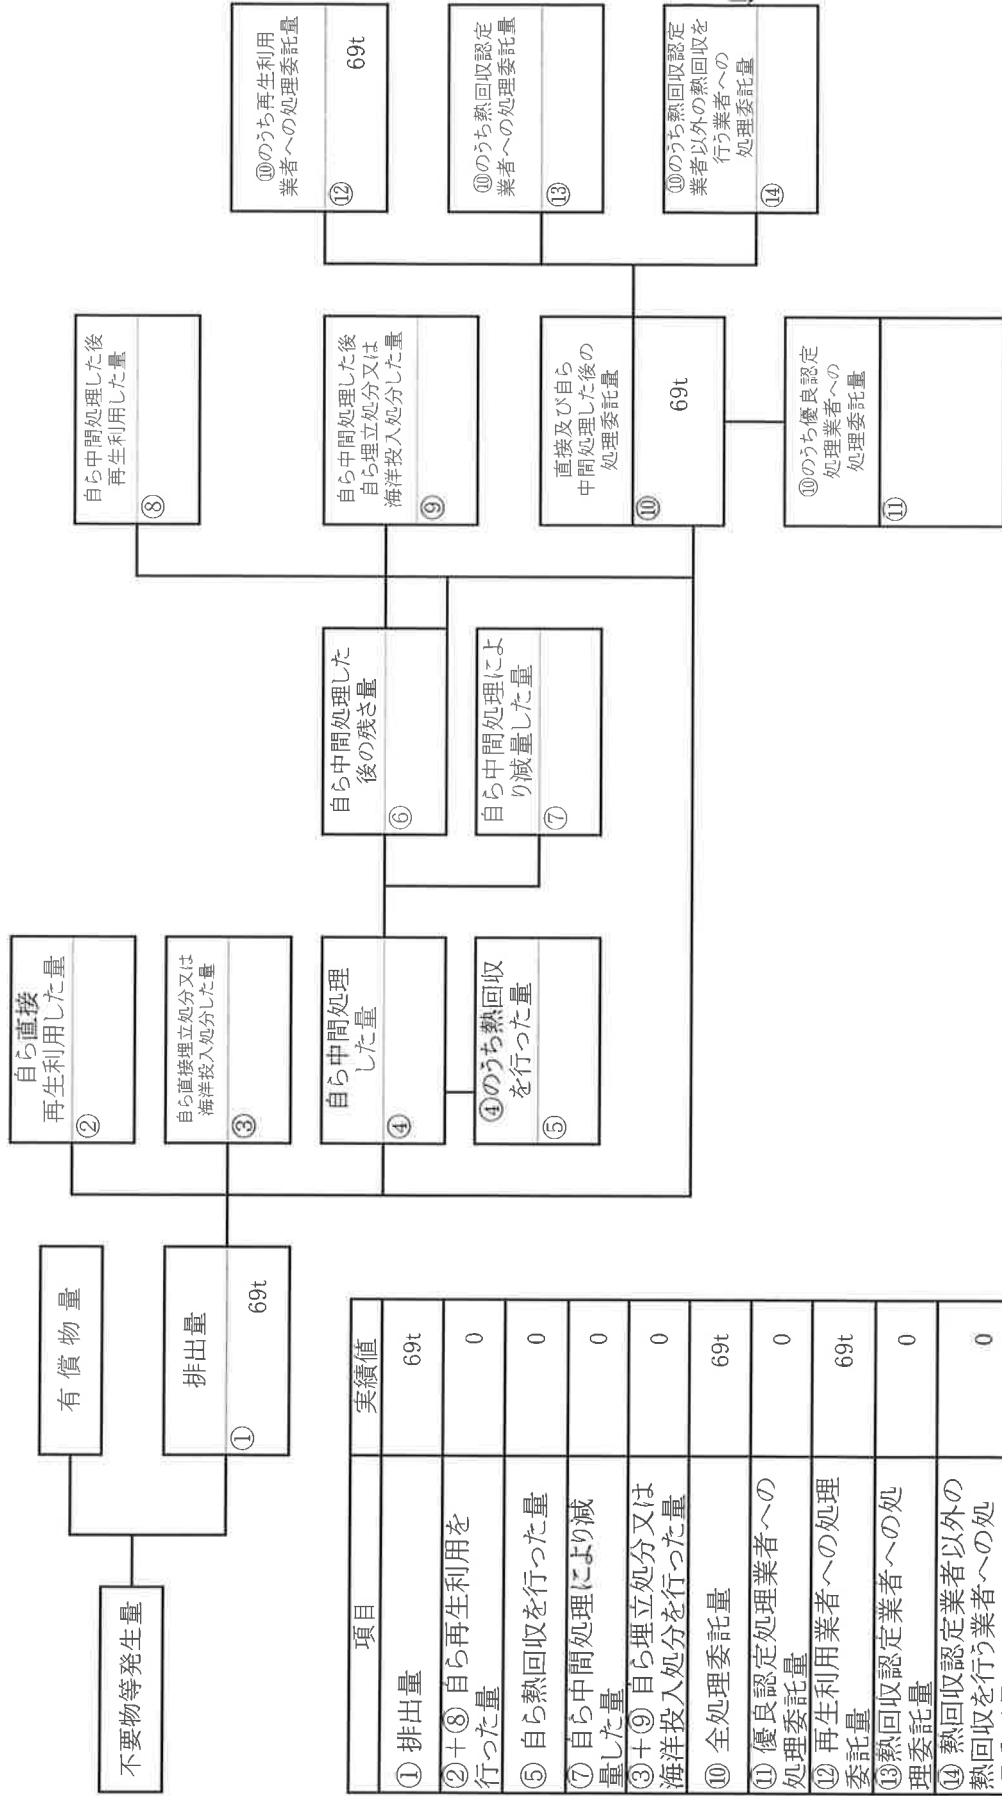 不要物等発生量
有償物量
排出量
①
69t
自ら直接
再生利用した量
②
自ら直接埋立処分又は
海洋投入処分した量
③
自ら中間処理
した量
④
④のうち熱回収
を行った量
⑤
自ら中間処理した
後の残さ量
⑥
自ら中間処理によ
り減量した量
⑦
自ら中間処理した後
再生利用した量
⑧
自ら中間処理した後
自ら埋立処分又は
海洋投入処分した量
⑨
直接及び自ら
中間処理した後の
処理委託量
⑩
69t
⑩のうち優良認定
処理業者への
処理委託量
⑪
⑩のうち再生利用
業者への処理委託量
⑫
69t
⑩のうち熱回収認定
業者への処理委託量
⑬
⑩のうち熱回収認定
業者以外の熱回収を
行う業者への
処理委託量
⑭
項目 実績値
① 排出量 69t
②+⑧ 自ら再生利用を
行った量 0
⑤ 自ら熱回収を行った量 0
⑦ 自ら中間処理により減
量した量 0
③+⑨ 自ら埋立処分又は
海洋投入処分を行った量 0
⑩ 全処理委託量 69t
⑪ 優良認定処理業者への
処理委託量 0
⑫ 再生利用業者への処理
委託量 69t
⑬熱回収認定業者への処
理委託量 0
⑭ 熱回収認定業者以外の
熱回収を行う業者への処 0